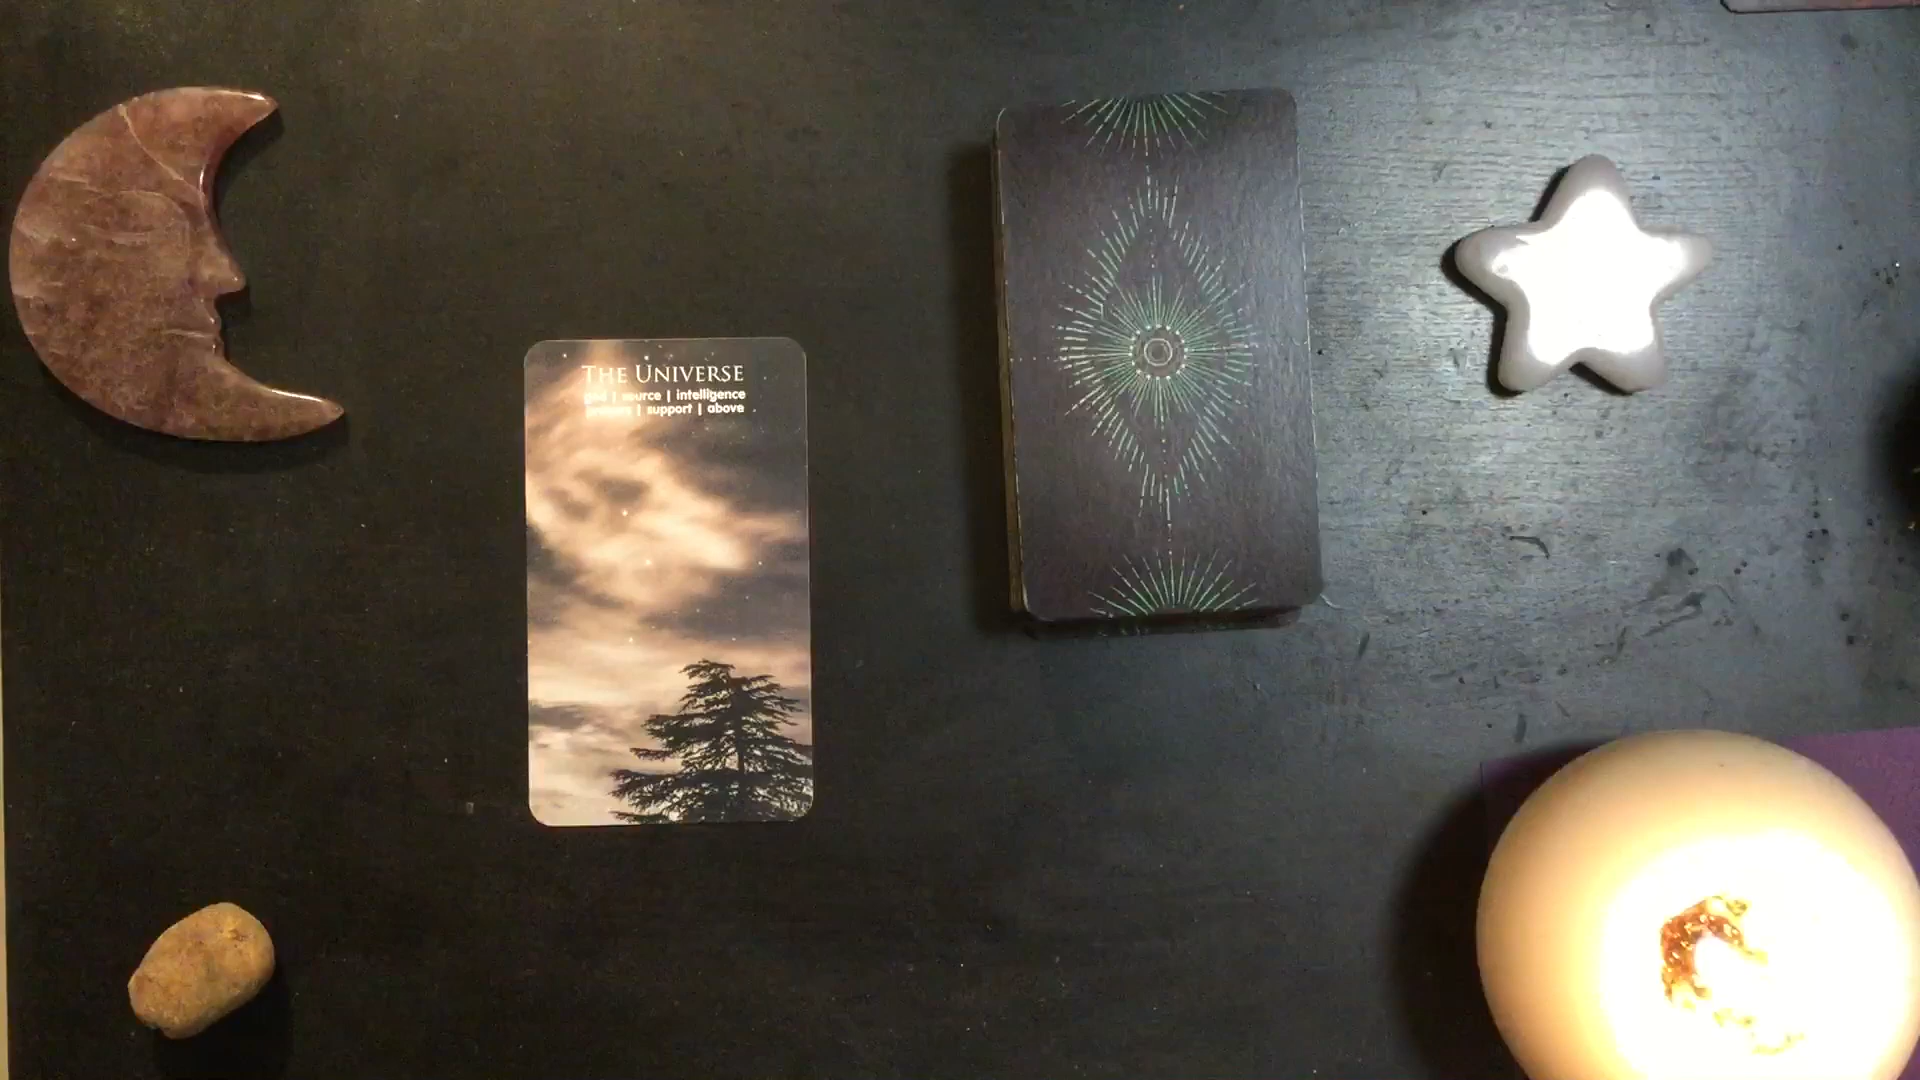 THE UNIVERSE
god | source | intelligence
| support | above